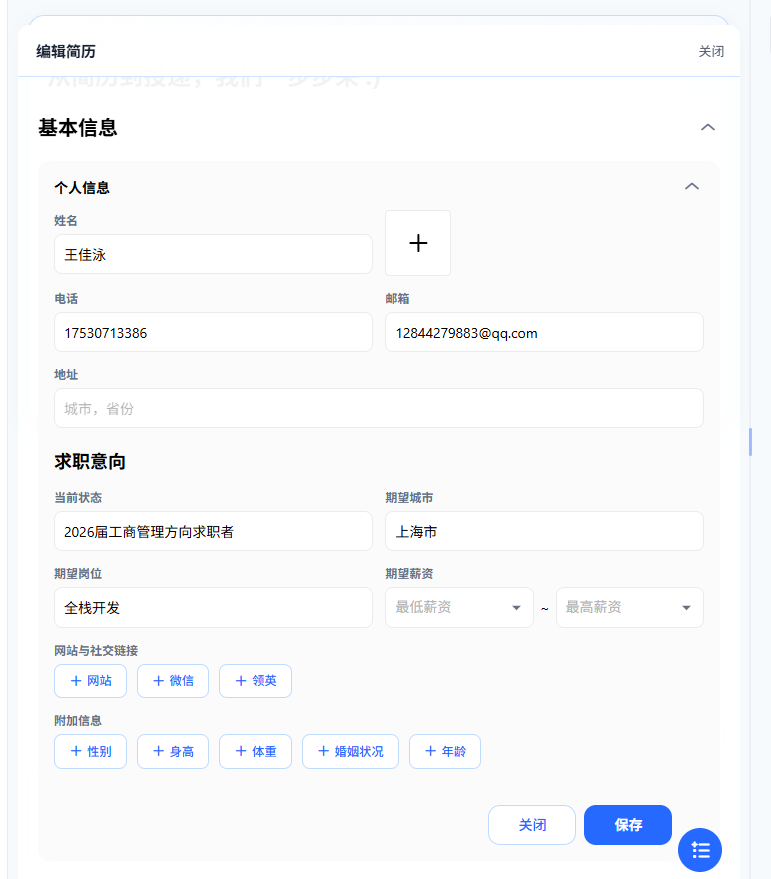 编辑简历
关闭
从简历到投递，我们一步步来 :)
基本信息
个人信息
姓名
王佳泳
电话
邮箱
17530713386
12844279883@qq.com
地址
城市，省份
求职意向
当前状态
期望城市
2026届工商管理方向求职者
上海市
期望岗位
期望薪资
全栈开发
最低薪资 ~ 最高薪资
网站与社交链接
网站 微信 领英
附加信息
性别 身高 体重 婚姻状况 年龄
关闭 保存